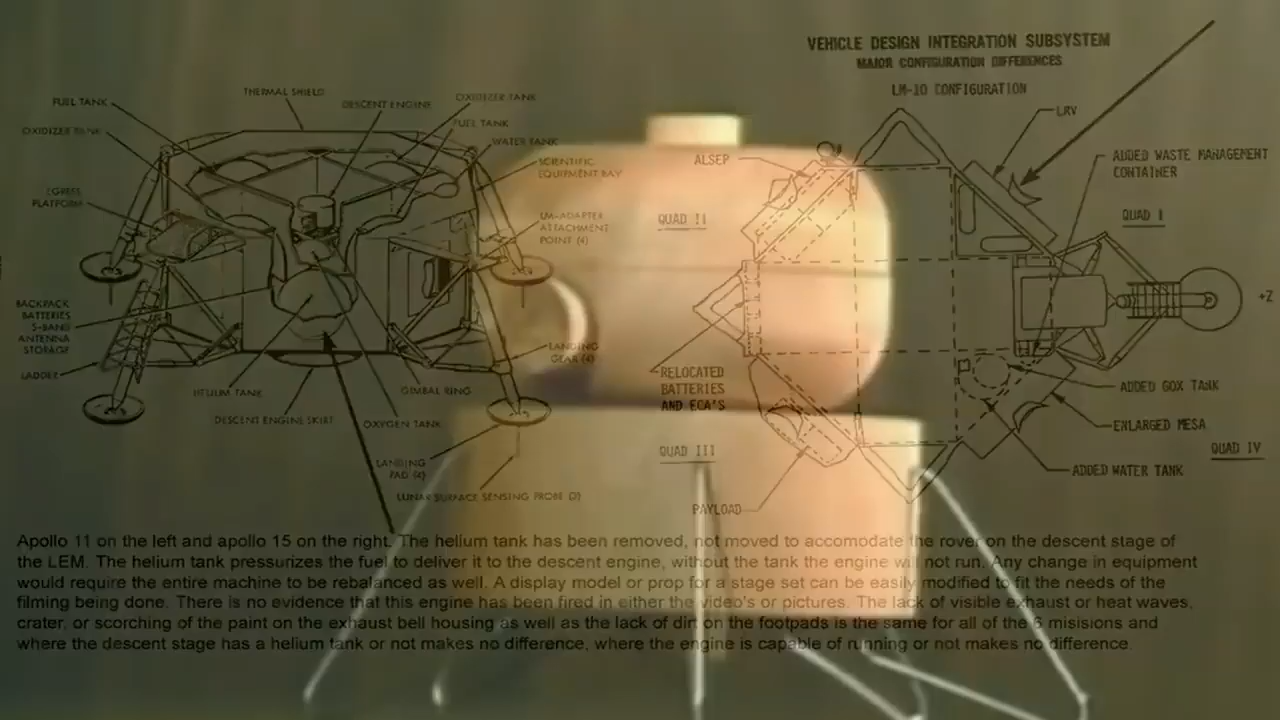 VEHICLE DESIGN INTEGRATION SUBSYSTEM
MAJOR CONFIGURATION DIFFERENCES
LM-10 CONFIGURATION
THERMAL SHIELD
FUEL TANK
DESCENT ENGINE
OXIDIZER TANK
OXIDIZER TANK
FUEL TANK
WATER TANK
SCIENTIFIC
EQUIPMENT BAY
EGRESS
PLATFORM
LM-ADAPTER
ATTACHMENT
POINT (4)
BACKPACK
BATTERIES
S-BAND
ANTENNA
STORAGE
LADDER
LANDING
GEAR (4)
HELIUM TANK
GIMBAL RING
DESCENT ENGINE SKIRT
OXYGEN TANK
LANDING
PAD (4)
LUNAR SURFACE SENSING PROBE (3)
LRV
ALSEP
ADDED WASTE MANAGEMENT
CONTAINER
QUAD II
QUAD I
+Z
RELOCATED
BATTERIES
AND ECA'S
ADDED GOX TANK
ENLARGED MESA
QUAD III
QUAD IV
ADDED WATER TANK
PAYLOAD
Apollo 11 on the left and apollo 15 on the right. The helium tank has been removed, not moved to accomodate the rover on the descent stage of
the LEM. The helium tank pressurizes the fuel to deliver it to the descent engine, without the tank the engine will not run. Any change in equipment
would require the entire machine to be rebalanced as well. A display model or prop for a stage set can be easily modified to fit the needs of the
filming being done. There is no evidence that this engine has been fired in either the video's or pictures. The lack of visible exhaust or heat waves,
crater, or scorching of the paint on the exhaust bell housing as well as the lack of dirt on the footpads is the same for all of the 6 misisions and
where the descent stage has a helium tank or not makes no difference, where the engine is capable of running or not makes no difference.